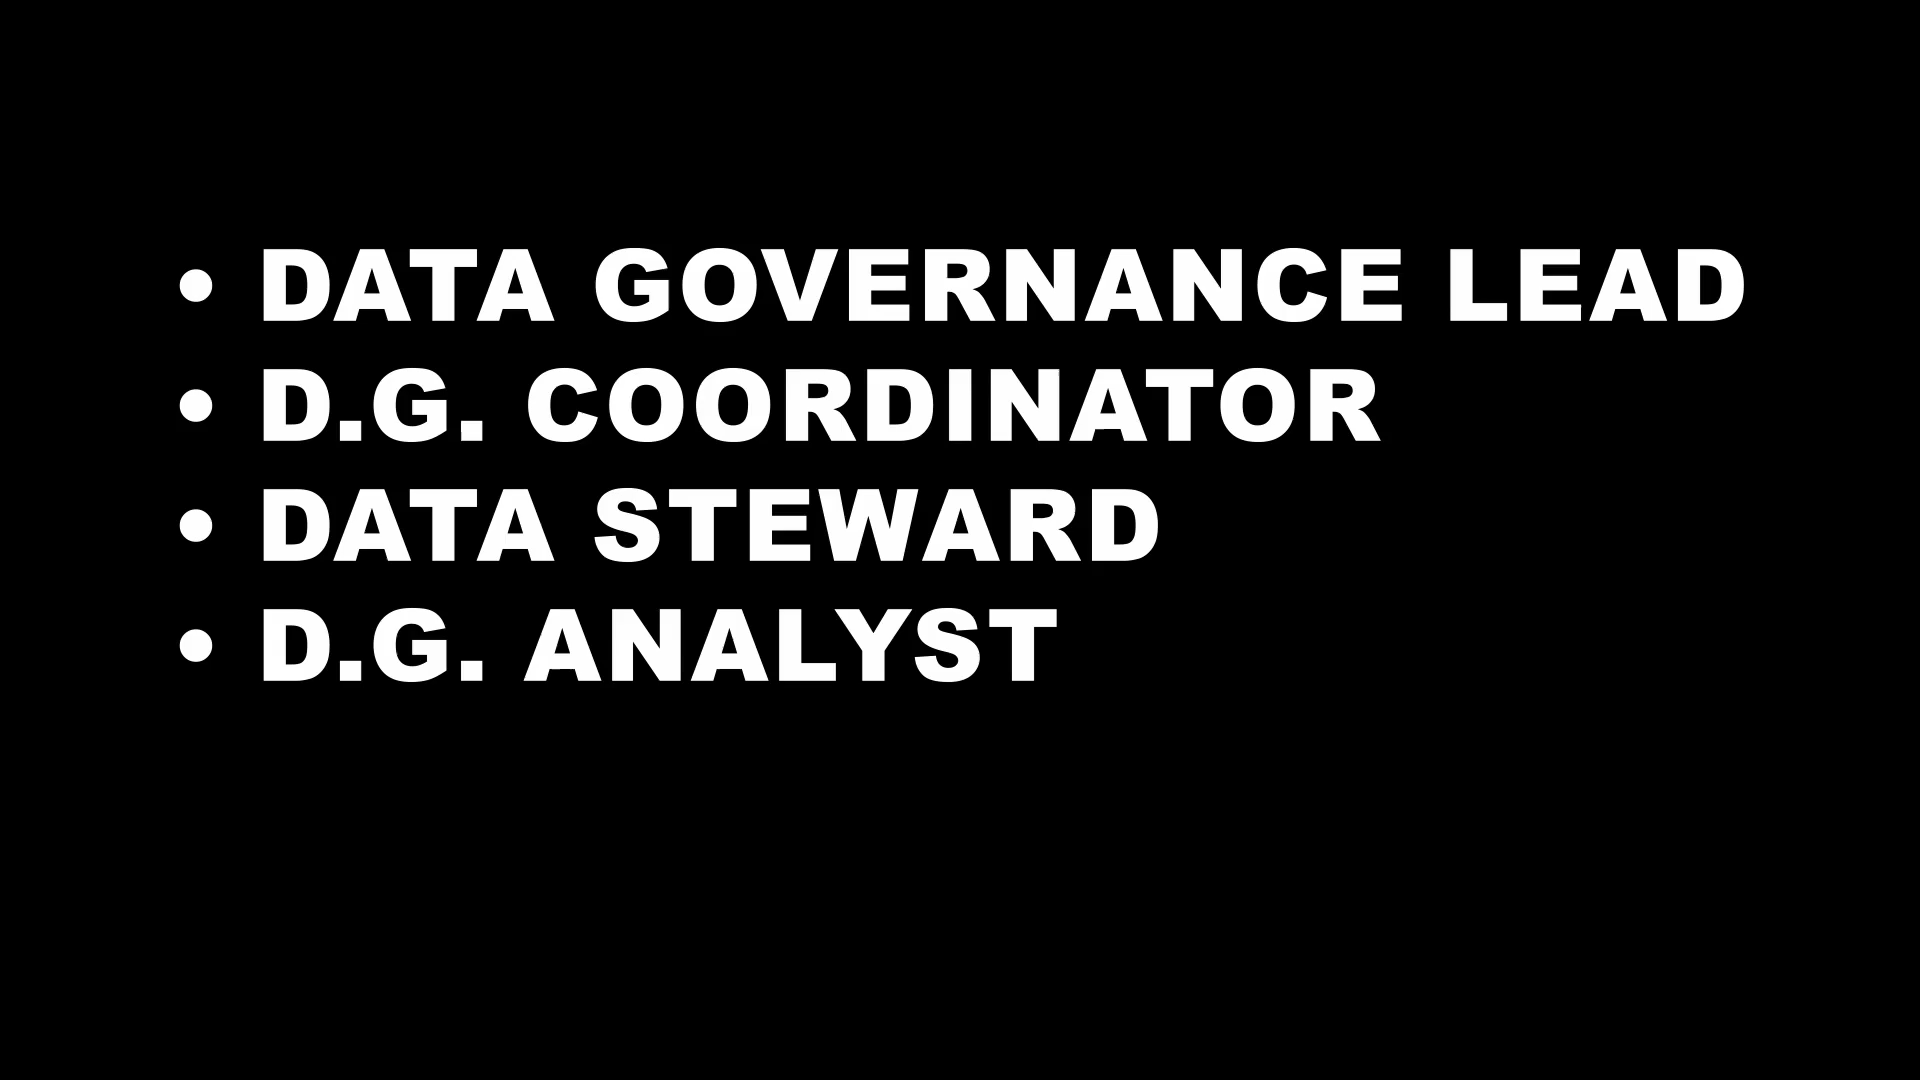 • DATA GOVERNANCE LEAD
• D.G. COORDINATOR
• DATA STEWARD
• D.G. ANALYST